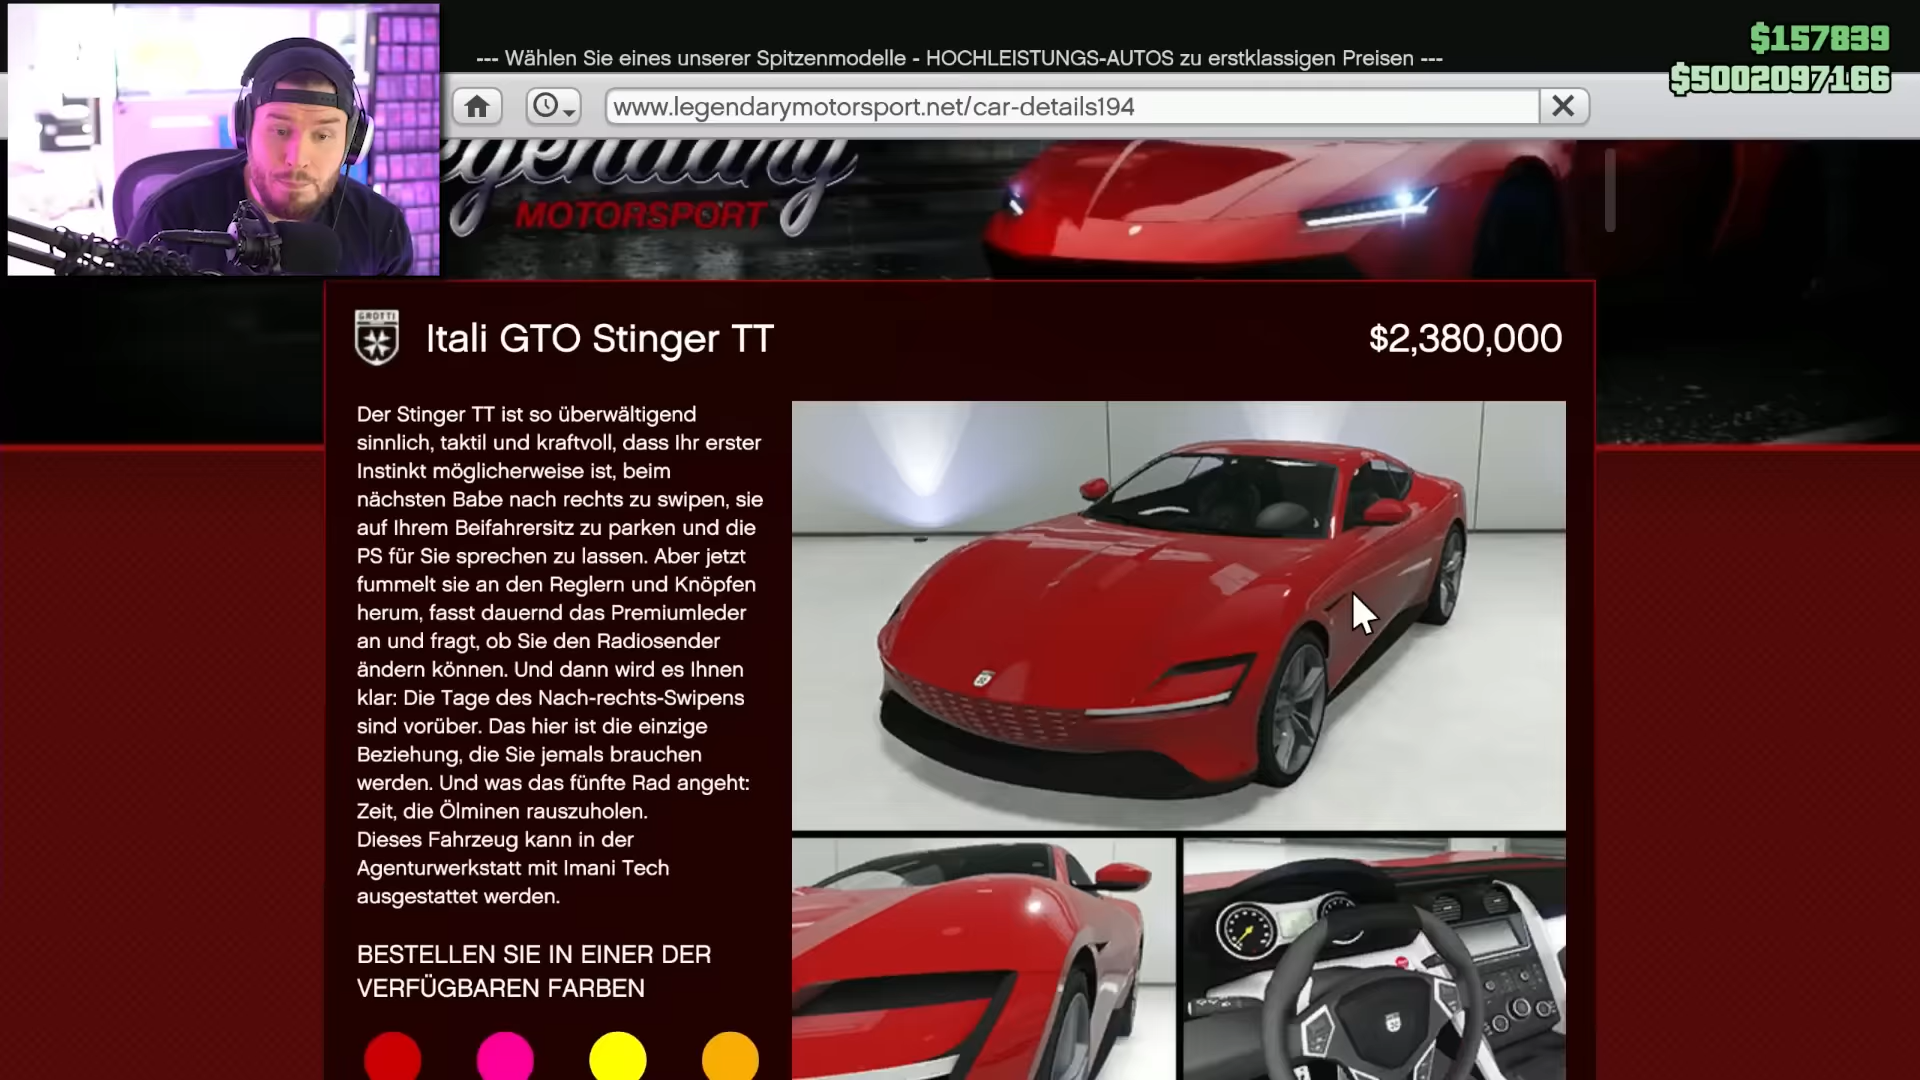 $157839
$5002097166
--- Wählen Sie eines unserer Spitzenmodelle - HOCHLEISTUNGS-AUTOS zu erstklassigen Preisen ---
www.legendarymotorsport.net/car-details194
Legendary
MOTORSPORT
GROTTI
Itali GTO Stinger TT
$2,380,000
Der Stinger TT ist so überwältigend
sinnlich, taktil und kraftvoll, dass Ihr erster
Instinkt möglicherweise ist, beim
nächsten Babe nach rechts zu swipen, sie
auf Ihrem Beifahrersitz zu parken und die
PS für Sie sprechen zu lassen. Aber jetzt
fummelt sie an den Reglern und Knöpfen
herum, fasst dauernd das Premiumleder
an und fragt, ob Sie den Radiosender
ändern können. Und dann wird es Ihnen
klar: Die Tage des Nach-rechts-Swipens
sind vorüber. Das hier ist die einzige
Beziehung, die Sie jemals brauchen
werden. Und was das fünfte Rad angeht:
Zeit, die Ölminen rauszuholen.
Dieses Fahrzeug kann in der
Agenturwerkstatt mit Imani Tech
ausgestattet werden.
BESTELLEN SIE IN EINER DER
VERFÜGBAREN FARBEN